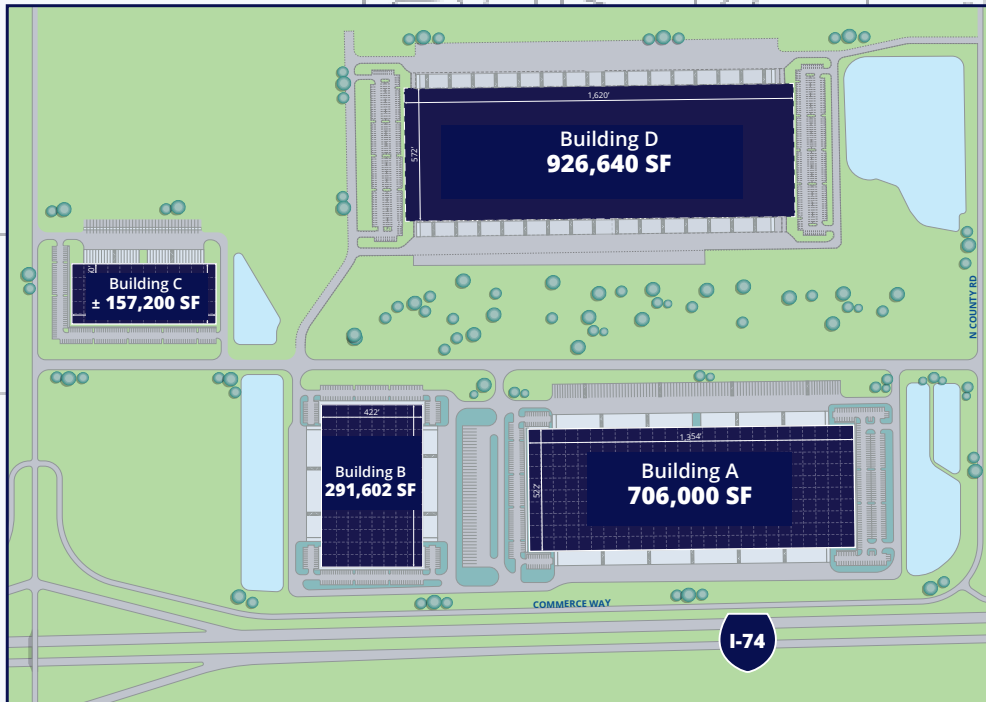 1,620'
572'
Building D
926,640 SF
Building C
± 157,200 SF
N COUNTY RD
422'
Building B
291,602 SF
1,354'
522'
Building A
706,000 SF
COMMERCE WAY
I-74